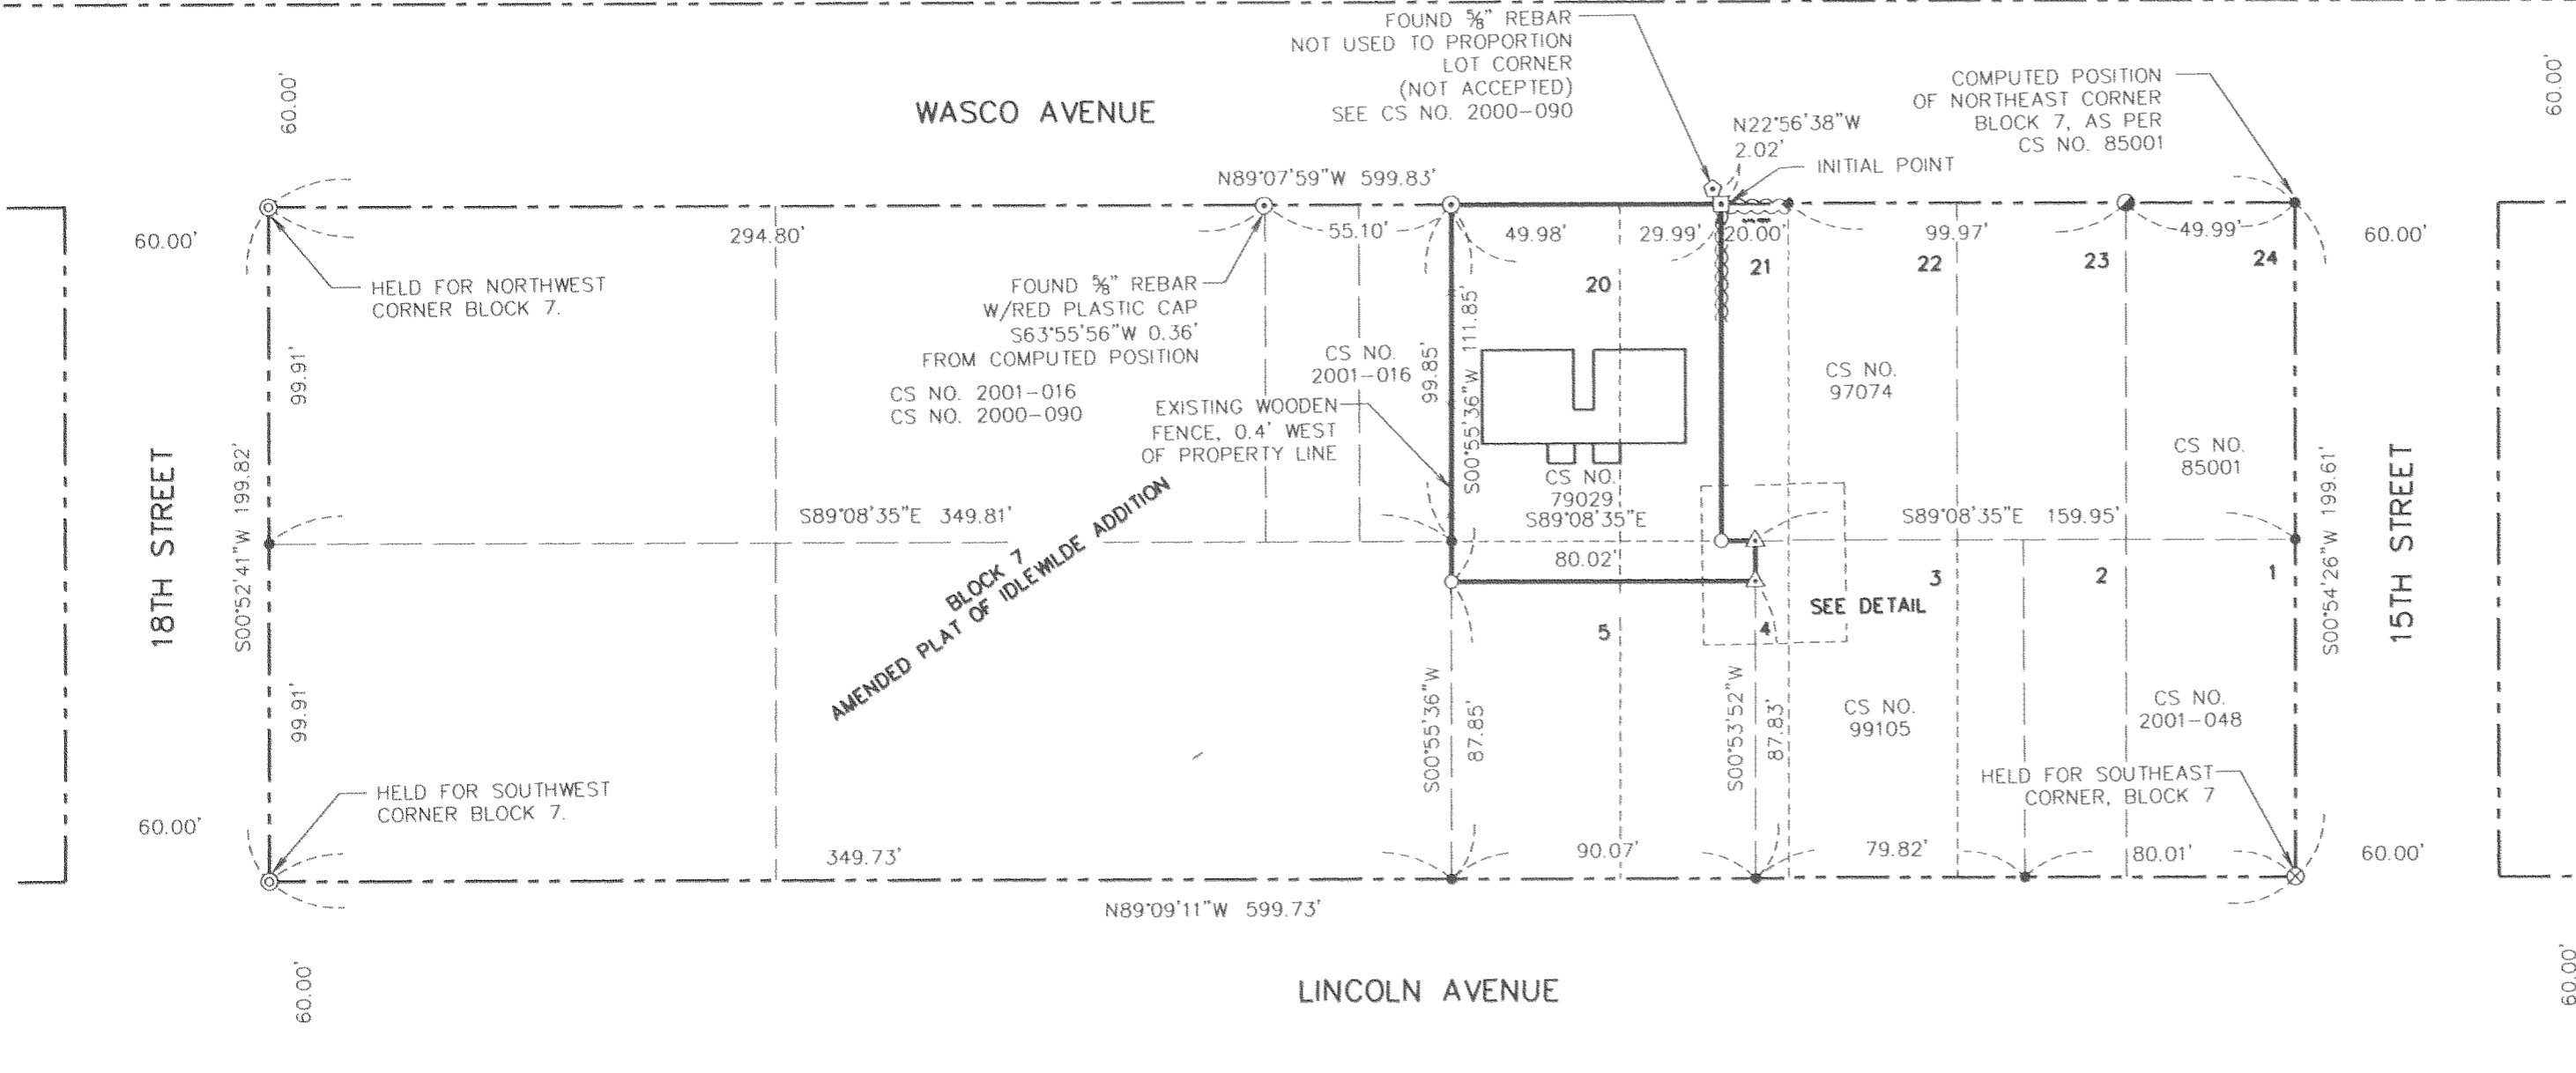 FOUND ⅝" REBAR
NOT USED TO PROPORTION
LOT CORNER
(NOT ACCEPTED)
SEE CS NO. 2000-090
COMPUTED POSITION
OF NORTHEAST CORNER
BLOCK 7, AS PER
CS NO. 85001
60.00'
60.00'
WASCO AVENUE
N22°56'38"W
2.02'
INITIAL POINT
N89°07'59"W 599.83'
60.00'
294.80'
55.10'
49.98'
29.99'
20.00'
99.97'
49.99'
60.00'
20
21
22
23
24
HELD FOR NORTHWEST
CORNER BLOCK 7.
FOUND ⅝" REBAR
W/RED PLASTIC CAP
S63°55'56"W 0.36'
FROM COMPUTED POSITION
CS NO. 2001-016
CS NO. 2000-090
CS NO.
2001-016
99.85'
S00°55'36"W 111.85'
CS NO.
97074
99.91'
EXISTING WOODEN
FENCE, 0.4' WEST
OF PROPERTY LINE
CS NO.
79029
CS NO.
85001
18TH STREET
S00°52'41"W 199.82'
S89°08'35"E 349.81'
S89°08'35"E
80.02'
S89°08'35"E 159.95'
S00°54'26"W 199.61'
15TH STREET
BLOCK 7
AMENDED PLAT OF IDLEWILDE ADDITION
5
4
3
2
1
SEE DETAIL
99.91'
S00°55'36"W
87.85'
S00°53'52"W
87.83'
CS NO.
99105
CS NO.
2001-048
HELD FOR SOUTHWEST
CORNER BLOCK 7.
HELD FOR SOUTHEAST
CORNER, BLOCK 7
60.00'
349.73'
90.07'
79.82'
80.01'
60.00'
N89°09'11"W 599.73'
60.00'
LINCOLN AVENUE
60.00'